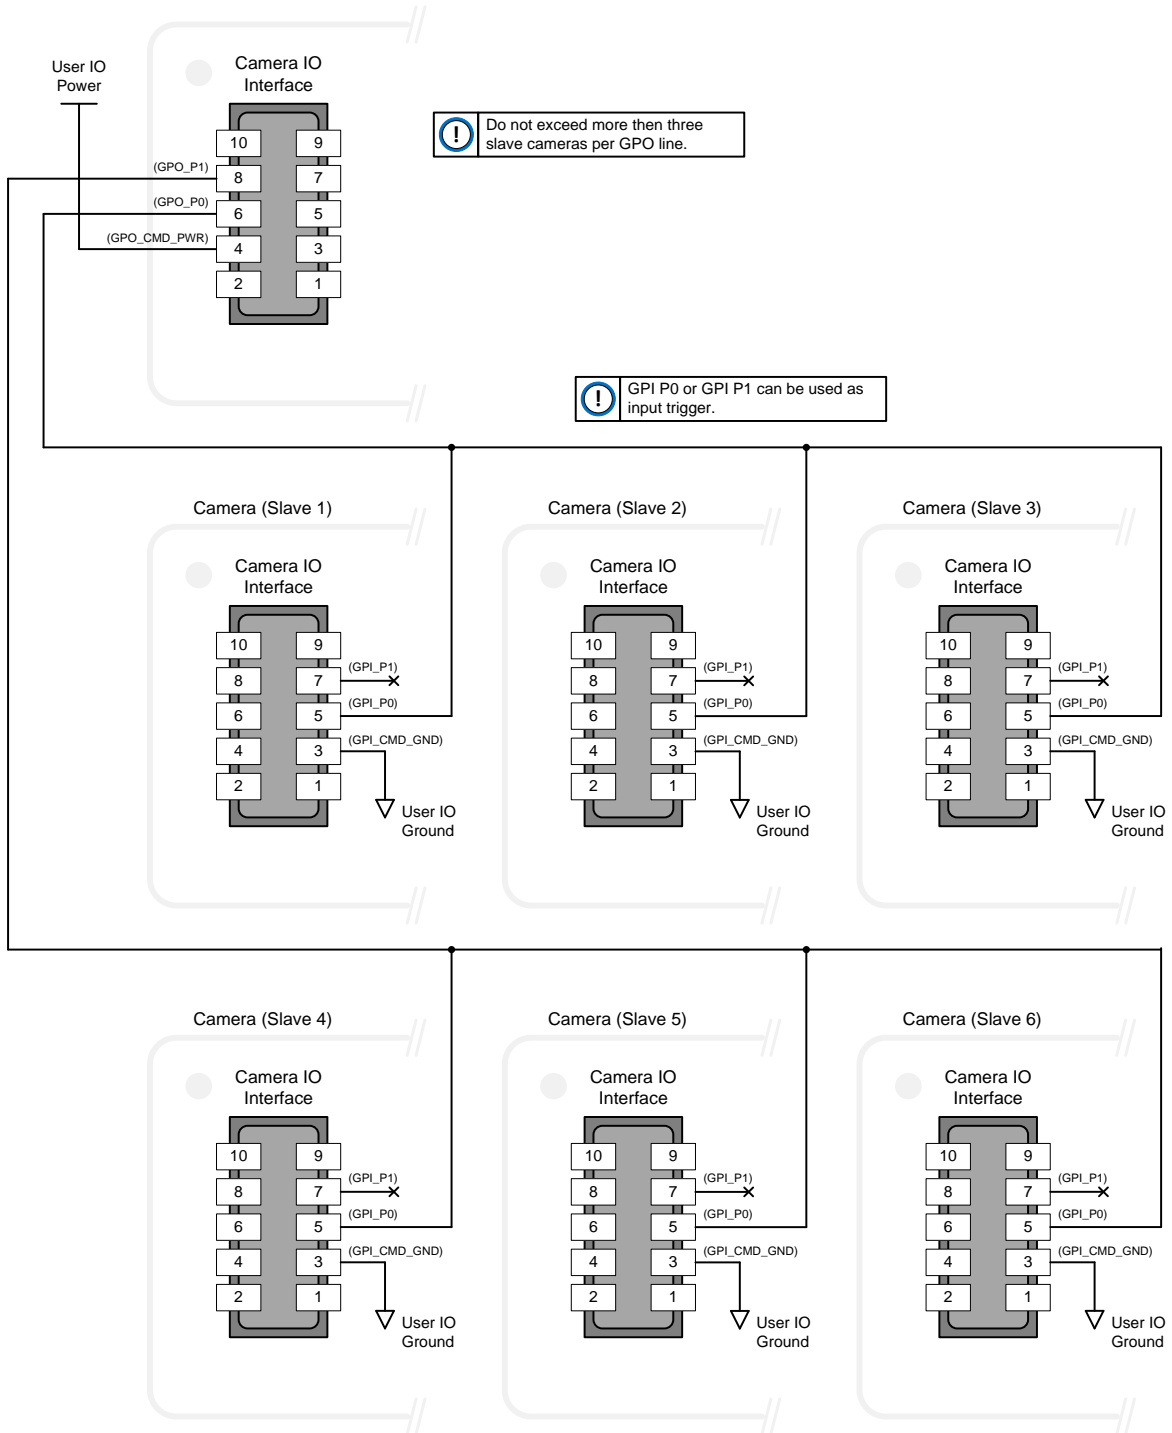 User IO
Power
Camera IO
Interface
10 9
(GPO_P1) 8 7
(GPO_P0) 6 5
(GPO_CMD_PWR) 4 3
2 1
! Do not exceed more then three
slave cameras per GPO line.
! GPI P0 or GPI P1 can be used as
input trigger.
Camera (Slave 1)
Camera IO
Interface
10 9
8 7 (GPI_P1)
6 5 (GPI_P0)
4 3 (GPI_CMD_GND)
2 1
User IO
Ground
Camera (Slave 2)
Camera IO
Interface
10 9
8 7 (GPI_P1)
6 5 (GPI_P0)
4 3 (GPI_CMD_GND)
2 1
User IO
Ground
Camera (Slave 3)
Camera IO
Interface
10 9
8 7 (GPI_P1)
6 5 (GPI_P0)
4 3 (GPI_CMD_GND)
2 1
User IO
Ground
Camera (Slave 4)
Camera IO
Interface
10 9
8 7 (GPI_P1)
6 5 (GPI_P0)
4 3 (GPI_CMD_GND)
2 1
User IO
Ground
Camera (Slave 5)
Camera IO
Interface
10 9
8 7 (GPI_P1)
6 5 (GPI_P0)
4 3 (GPI_CMD_GND)
2 1
User IO
Ground
Camera (Slave 6)
Camera IO
Interface
10 9
8 7 (GPI_P1)
6 5 (GPI_P0)
4 3 (GPI_CMD_GND)
2 1
User IO
Ground